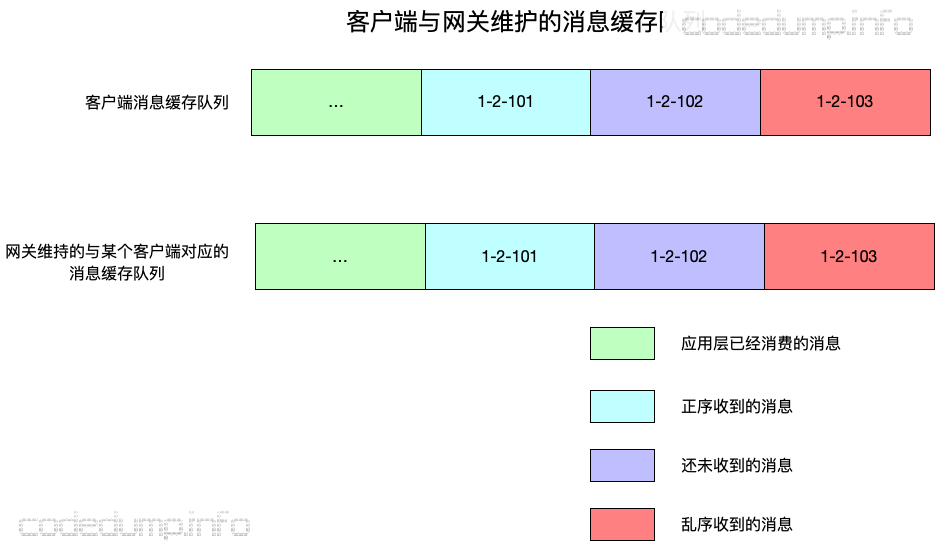 客户端与网关维护的消息缓存队列
codedump.info
客户端消息缓存队列
... 1-2-101 1-2-102 1-2-103
网关维持的与某个客户端对应的
消息缓存队列
... 1-2-101 1-2-102 1-2-103
应用层已经消费的消息
正序收到的消息
还未收到的消息
乱序收到的消息
codedump.info